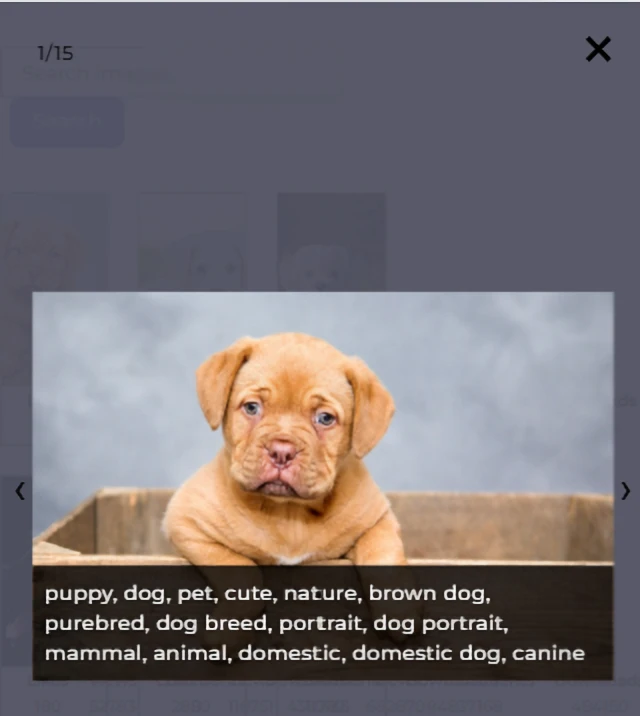 1/15
puppy, dog, pet, cute, nature, brown dog,
purebred, dog breed, portrait, dog portrait,
mammal, animal, domestic, domestic dog, canine